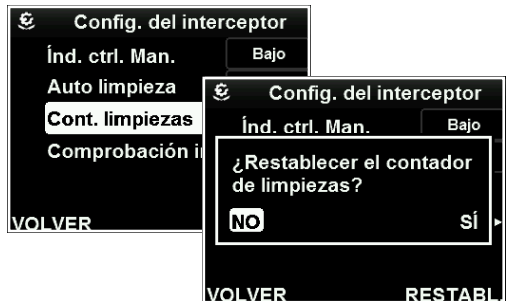 Config. del interceptor
Índ. ctrl. Man. Bajo
Auto limpieza
Cont. limpiezas
Comprobación i
VOLVER
Config. del interceptor
Índ. ctrl. Man. Bajo
¿Restablecer el contador
de limpiezas?
NO SÍ
VOLVER RESTABL.